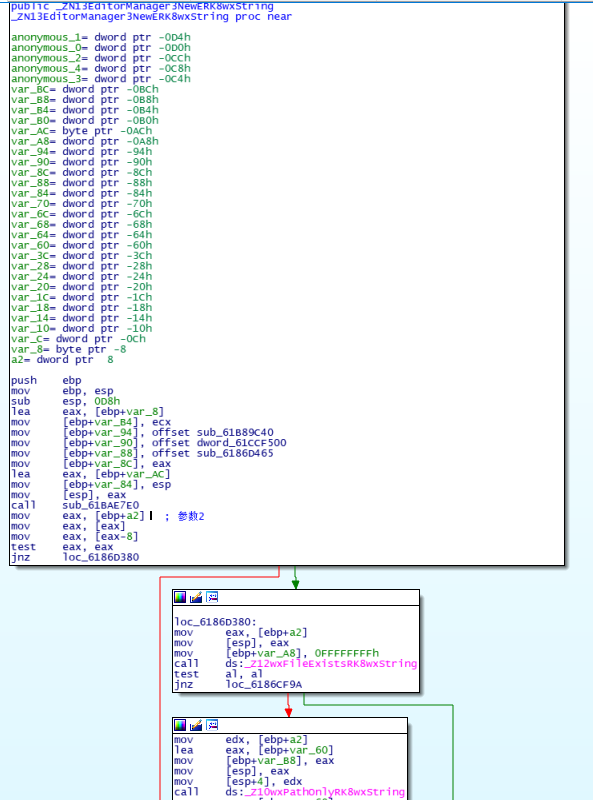 public _ZN13EditorManager3NewERK8wxString
_ZN13EditorManager3NewERK8wxString proc near
anonymous_1= dword ptr -0D4h
anonymous_0= dword ptr -0D0h
anonymous_2= dword ptr -0CCh
anonymous_4= dword ptr -0C8h
anonymous_3= dword ptr -0C4h
var_BC= dword ptr -0BCh
var_B8= dword ptr -0B8h
var_B4= dword ptr -0B4h
var_B0= dword ptr -0B0h
var_AC= byte ptr -0ACh
var_A8= dword ptr -0A8h
var_94= dword ptr -94h
var_90= dword ptr -90h
var_8C= dword ptr -8Ch
var_88= dword ptr -88h
var_84= dword ptr -84h
var_70= dword ptr -70h
var_6C= dword ptr -6Ch
var_68= dword ptr -68h
var_64= dword ptr -64h
var_60= dword ptr -60h
var_3C= dword ptr -3Ch
var_28= dword ptr -28h
var_24= dword ptr -24h
var_20= dword ptr -20h
var_1C= dword ptr -1Ch
var_18= dword ptr -18h
var_14= dword ptr -14h
var_10= dword ptr -10h
var_C= dword ptr -0Ch
var_8= byte ptr -8
a2= dword ptr  8
push    ebp
mov     ebp, esp
sub     esp, 0D8h
lea     eax, [ebp+var_8]
mov     [ebp+var_B4], ecx
mov     [ebp+var_94], offset sub_61B89C40
mov     [ebp+var_90], offset dword_61CCF500
mov     [ebp+var_88], offset sub_6186D465
mov     [ebp+var_8C], eax
lea     eax, [ebp+var_AC]
mov     [ebp+var_84], esp
mov     [esp], eax
call    sub_61BAE7E0
mov     eax, [ebp+a2]  ; 参数2
mov     eax, [eax]
mov     eax, [eax-8]
test    eax, eax
jnz     loc_6186D380
loc_6186D380:
mov     eax, [ebp+a2]
mov     [esp], eax
mov     [ebp+var_A8], 0FFFFFFFFh
call    ds:_Z12wxFileExistsRK8wxString
test    al, al
jnz     loc_6186CF9A
mov     edx, [ebp+a2]
lea     eax, [ebp+var_60]
mov     [ebp+var_B8], eax
mov     [esp], eax
mov     [esp+4], edx
call    ds:_Z10wxPathOnlyRK8wxString